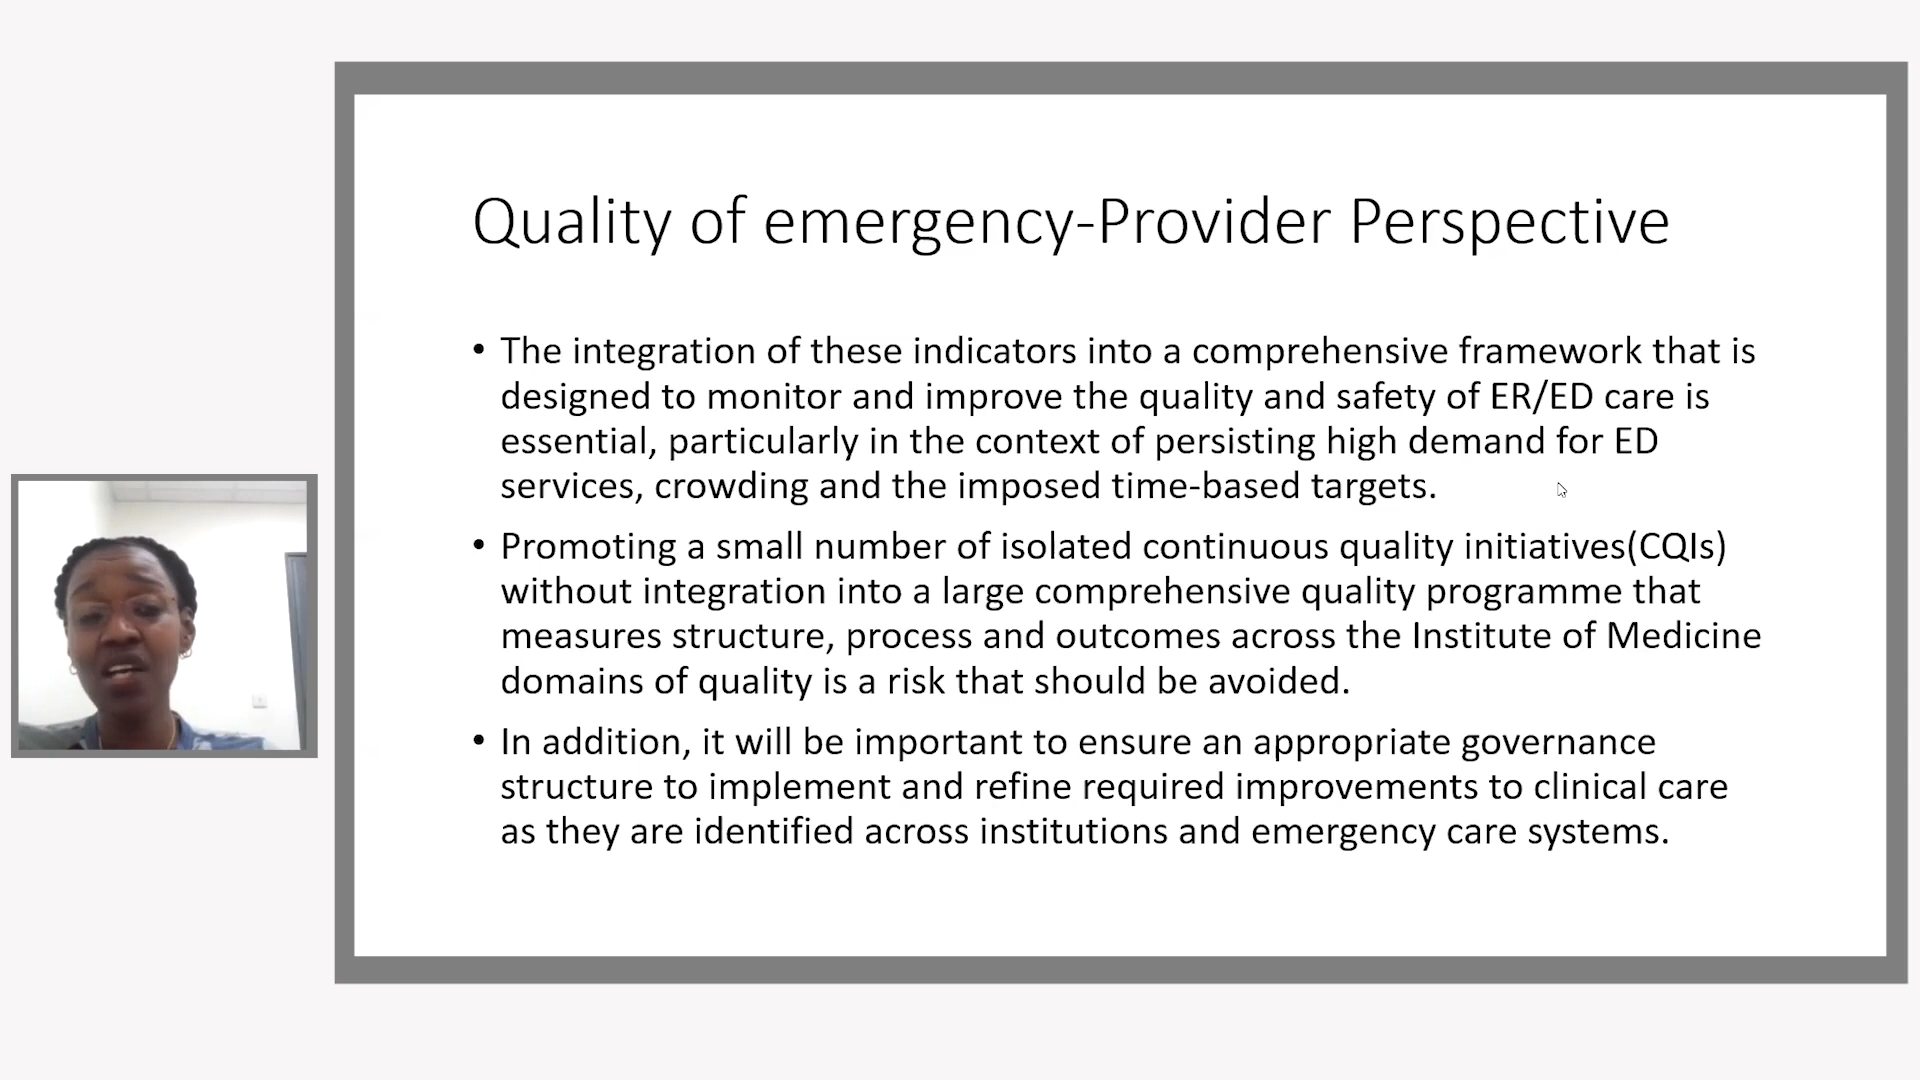 Quality of emergency-Provider Perspective
• The integration of these indicators into a comprehensive framework that is
designed to monitor and improve the quality and safety of ER/ED care is
essential, particularly in the context of persisting high demand for ED
services, crowding and the imposed time-based targets.
• Promoting a small number of isolated continuous quality initiatives(CQIs)
without integration into a large comprehensive quality programme that
measures structure, process and outcomes across the Institute of Medicine
domains of quality is a risk that should be avoided.
• In addition, it will be important to ensure an appropriate governance
structure to implement and refine required improvements to clinical care
as they are identified across institutions and emergency care systems.